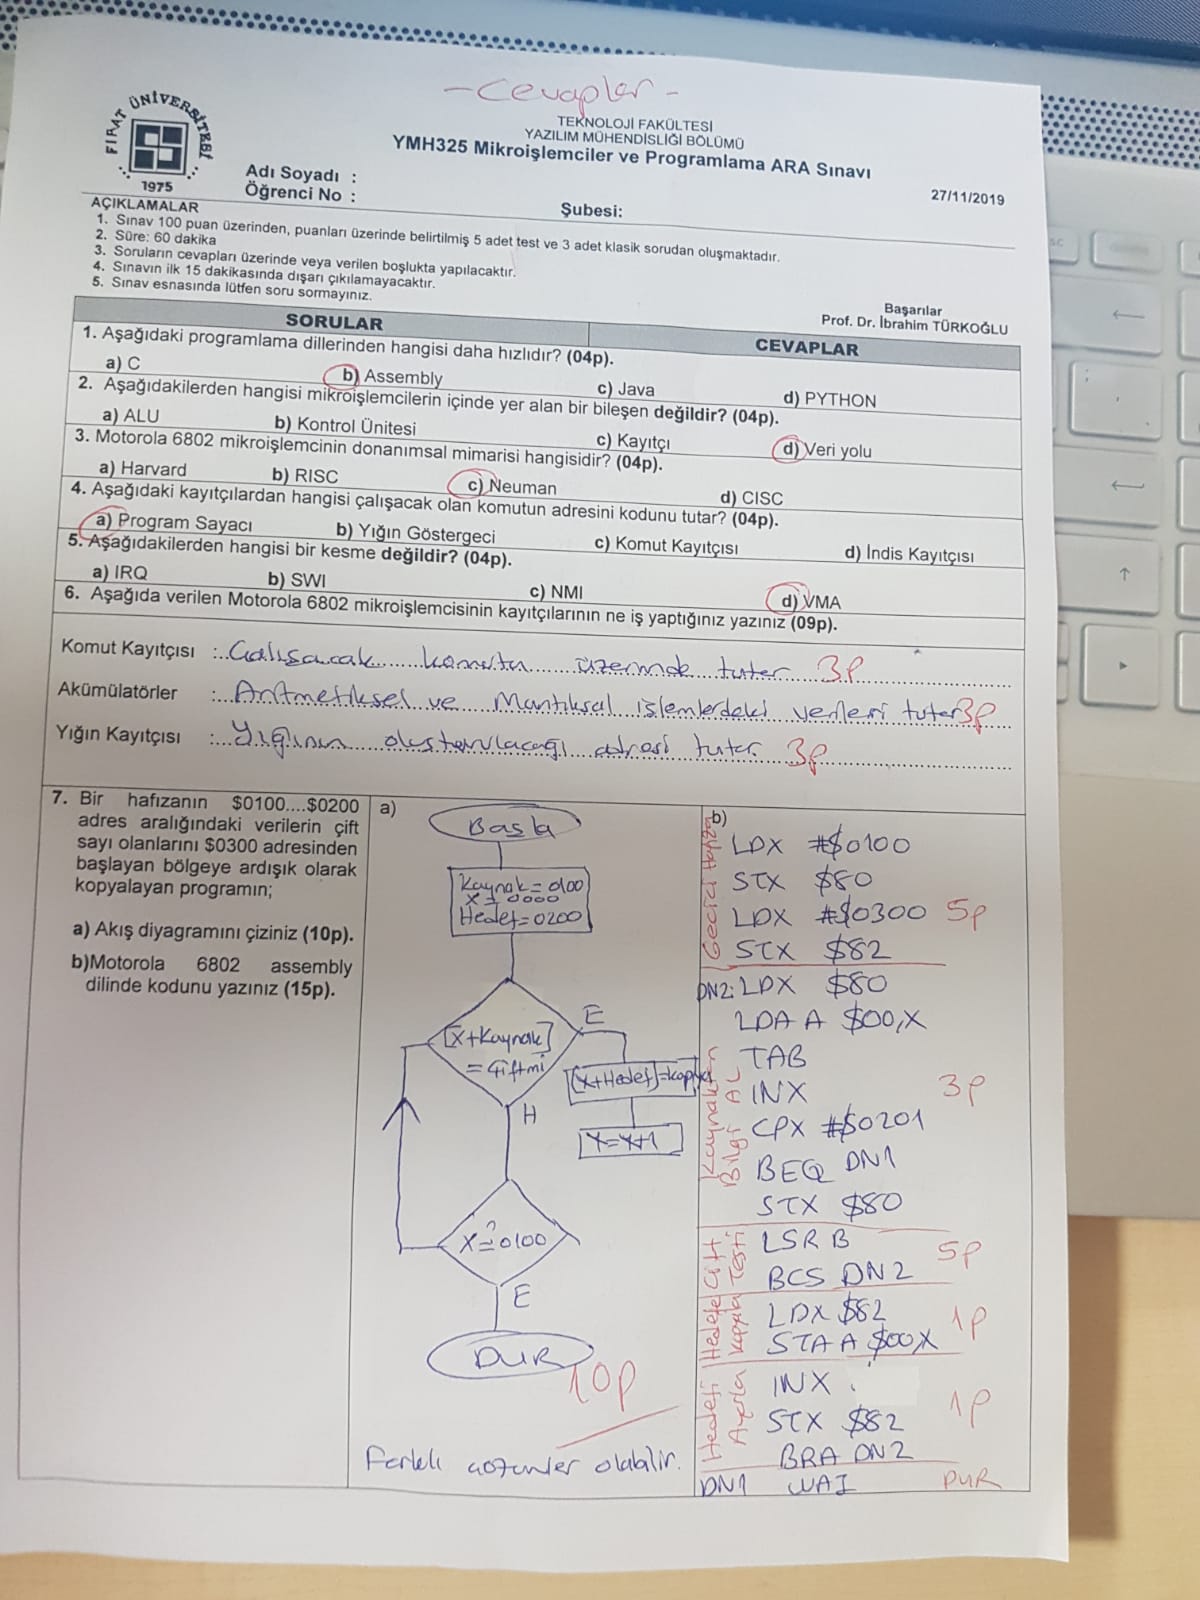 -Cevaplar-
FIRAT ÜNİVERSİTESİ
1975
TEKNOLOJİ FAKÜLTESİ
YAZILIM MÜHENDİSLİĞİ BÖLÜMÜ
YMH325 Mikroişlemciler ve Programlama ARA Sınavı
27/11/2019
Adı Soyadı :
Öğrenci No :
Şubesi:
AÇIKLAMALAR
1. Sınav 100 puan üzerinden, puanları üzerinde belirtilmiş 5 adet test ve 3 adet klasik sorudan oluşmaktadır.
2. Süre: 60 dakika
3. Soruların cevapları üzerinde veya verilen boşlukta yapılacaktır.
4. Sınavın ilk 15 dakikasında dışarı çıkılamayacaktır.
5. Sınav esnasında lütfen soru sormayınız.
Başarılar
Prof. Dr. İbrahim TÜRKOĞLU
SORULAR CEVAPLAR
1. Aşağıdaki programlama dillerinden hangisi daha hızlıdır? (04p).
a) C b) Assembly c) Java d) PYTHON
2. Aşağıdakilerden hangisi mikroişlemcilerin içinde yer alan bir bileşen değildir? (04p).
a) ALU b) Kontrol Ünitesi c) Kayıtçı d) Veri yolu
3. Motorola 6802 mikroişlemcinin donanımsal mimarisi hangisidir? (04p).
a) Harvard b) RISC c) Neuman d) CISC
4. Aşağıdaki kayıtçılardan hangisi çalışacak olan komutun adresini kodunu tutar? (04p).
a) Program Sayacı b) Yığın Göstergeci c) Komut Kayıtçısı d) İndis Kayıtçısı
5. Aşağıdakilerden hangisi bir kesme değildir? (04p).
a) IRQ b) SWI c) NMI d) VMA
6. Aşağıda verilen Motorola 6802 mikroişlemcisinin kayıtçılarının ne iş yaptığınız yazınız (09p).
Komut Kayıtçısı :..Çalışacak komutu üzerinde tutar 3p
Akümülatörler :..Aritmetiksel ve Mantıksal işlemlerdeki verileri tutar 3p
Yığın Kayıtçısı :..Yığının oluşturulacağı adresi tutar. 3p
7. Bir hafızanın $0100....$0200
adres aralığındaki verilerin çift
sayı olanlarını $0300 adresinden
başlayan bölgeye ardışık olarak
kopyalayan programın;
a) Akış diyagramını çiziniz (10p).
b)Motorola 6802 assembly
dilinde kodunu yazınız (15p).
a)
Başla
Kaynak=0100
X=0000
Hedef=0200
[X+Kaynak]
=Çiftmi
E
[X+Hedef]=kopya
X=X+1
H
X=?0100
E
DUR
10p
Farklı çözümler olabilir.
b)
Geçici Hafıza
LDX #$0100
STX $80
LDX #$0300 5p
STX $82
DN2: LDX $80
LDA A $00,X
Kaynaktan
Bilgi AL
TAB
INX 3p
CPX #$0201
BEQ DN1
STX $80
Çift
Testi
LSR B 5p
BCS DN2
Hedefe
kopyala
LDX $82 1p
STA A $00X
Hedefi
Ayarla
INX
STX $82 1p
BRA DN2
DN1 WAI DUR